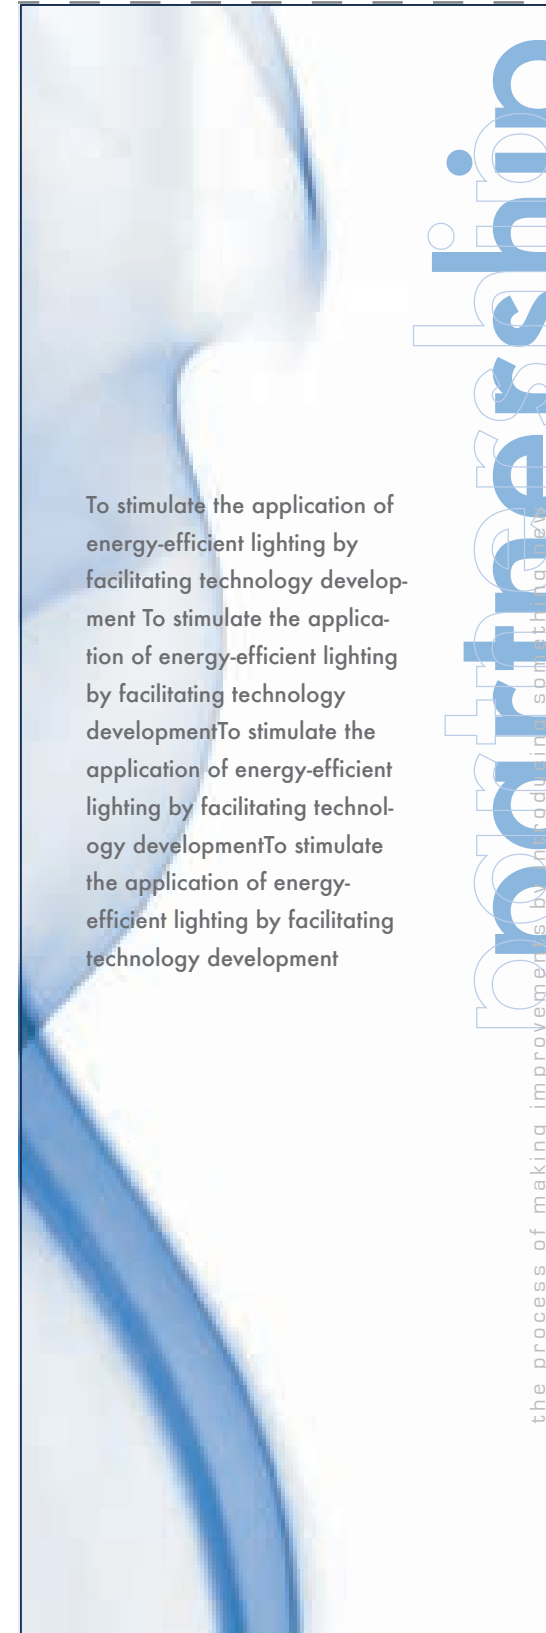 To stimulate the application of
energy-efficient lighting by
facilitating technology develop-
ment To stimulate the applica-
tion of energy-efficient lighting
by facilitating technology
developmentTo stimulate the
application of energy-efficient
lighting by facilitating technol-
ogy developmentTo stimulate
the application of energy-
efficient lighting by facilitating
technology development
partnership
partnership
the process of making improvements by introducing something new